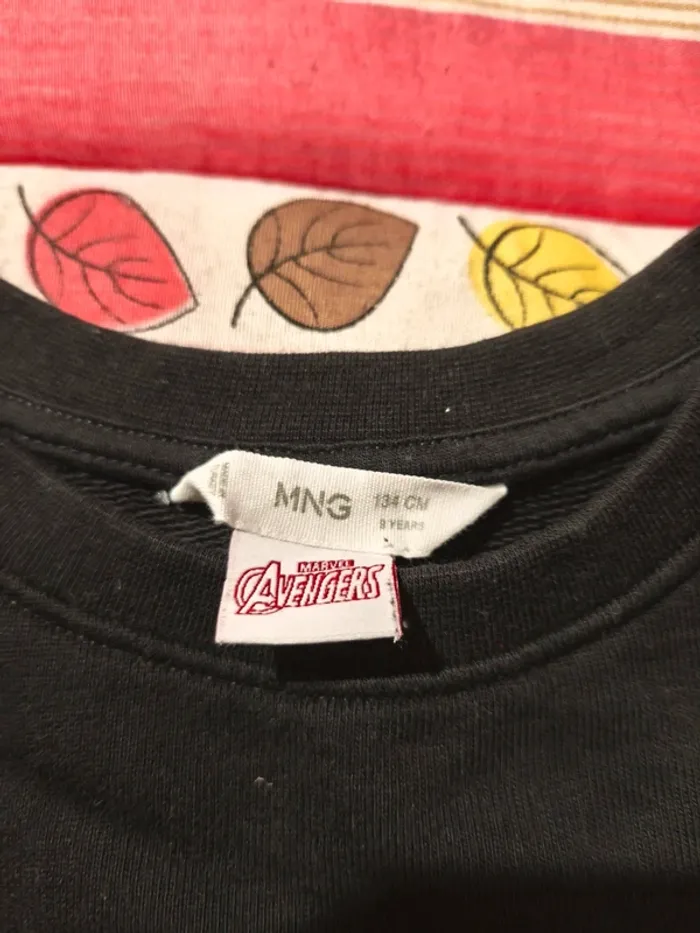 MNG
134 CM
9 YEARS
MARVEL
AVENGERS